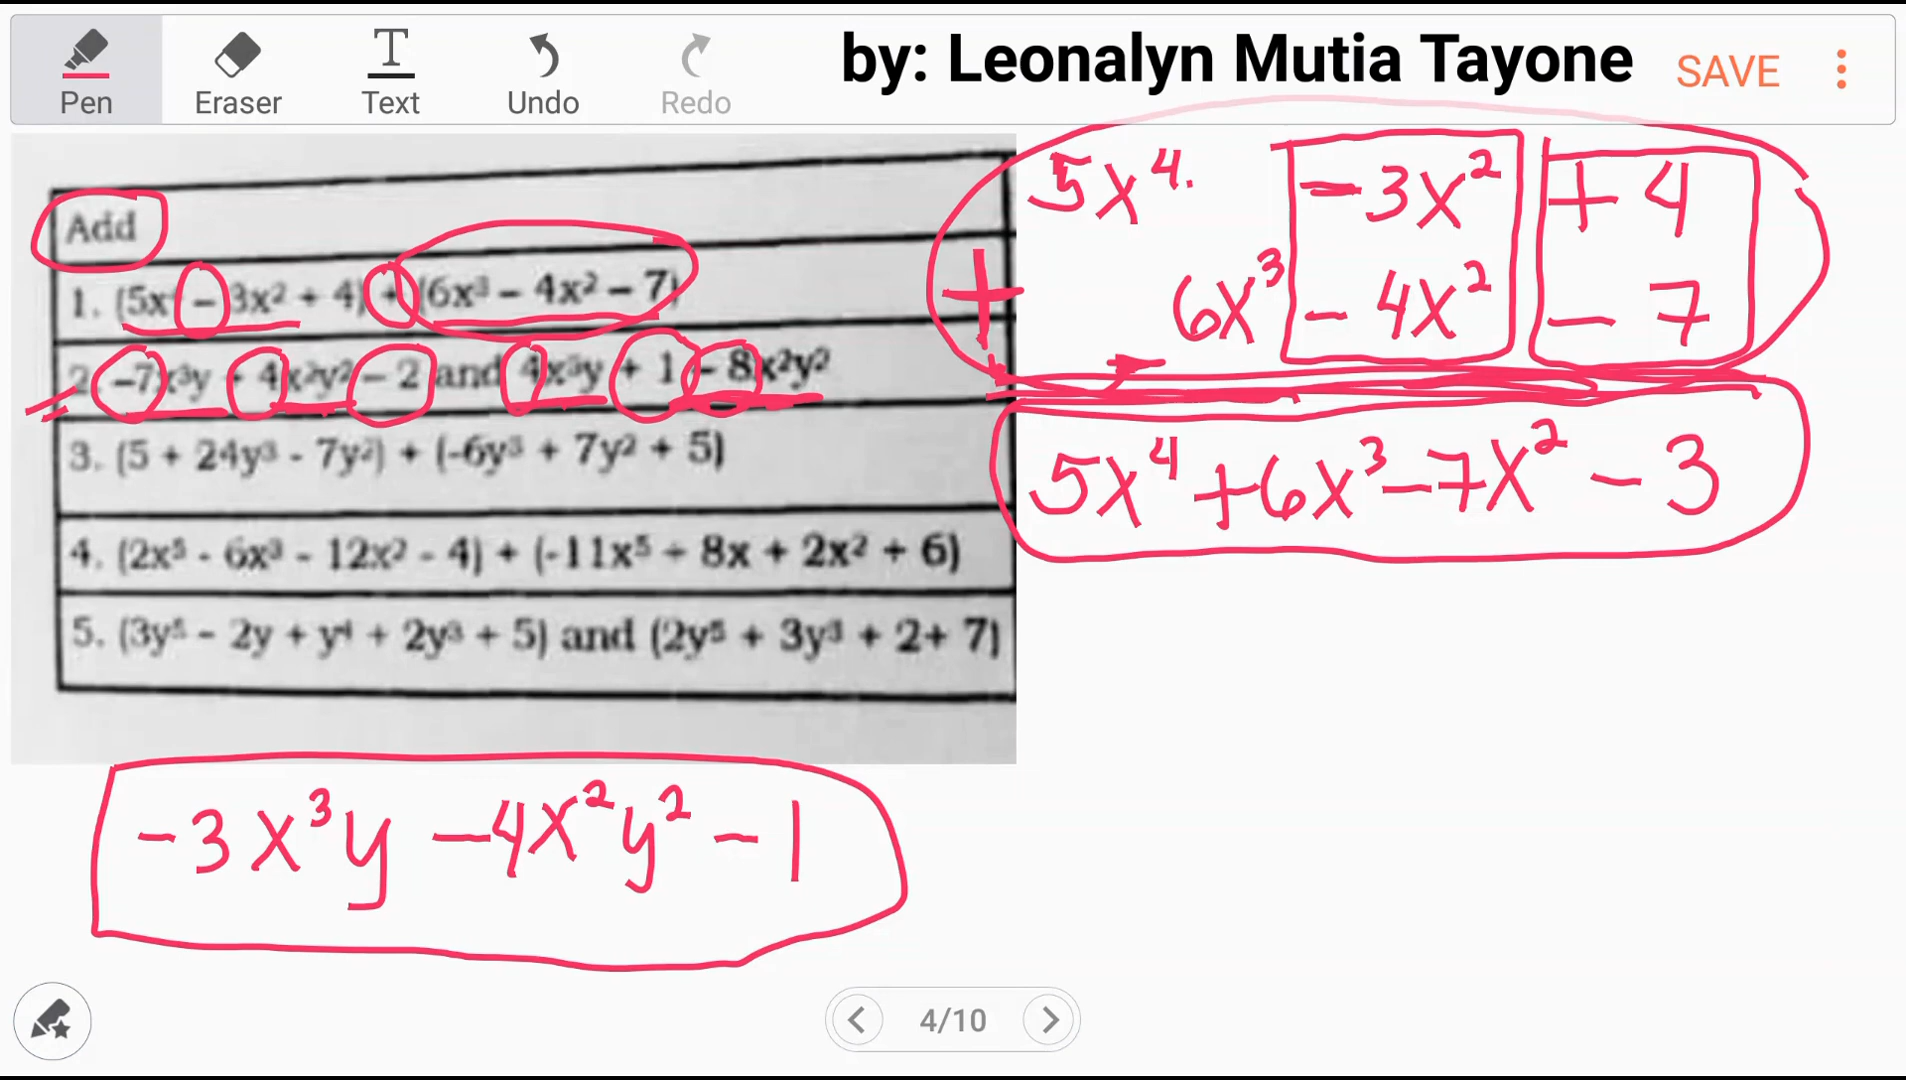 Pen
Eraser
T
Text
Undo
Redo
by: Leonalyn Mutia Tayone
SAVE
Add
1. (5x⁴ - 3x² + 4) + (6x³ - 4x² - 7)
2. -7x³y + 4x²y² - 2 and 4x³y + 1 - 8x²y²
3. (5 + 24y³ - 7y²) + (-6y³ + 7y² + 5)
4. (2x⁵ - 6x³ - 12x² - 4) + (-11x⁵ + 8x + 2x² + 6)
5. (3y⁵ - 2y + y⁴ + 2y³ + 5) and (2y⁵ + 3y³ + 2+ 7)
5x⁴. -3x² + 4
+ 6x³ - 4x² - 7
5x⁴ + 6x³ - 7x² - 3
-3x³y - 4x²y² - 1
4/10